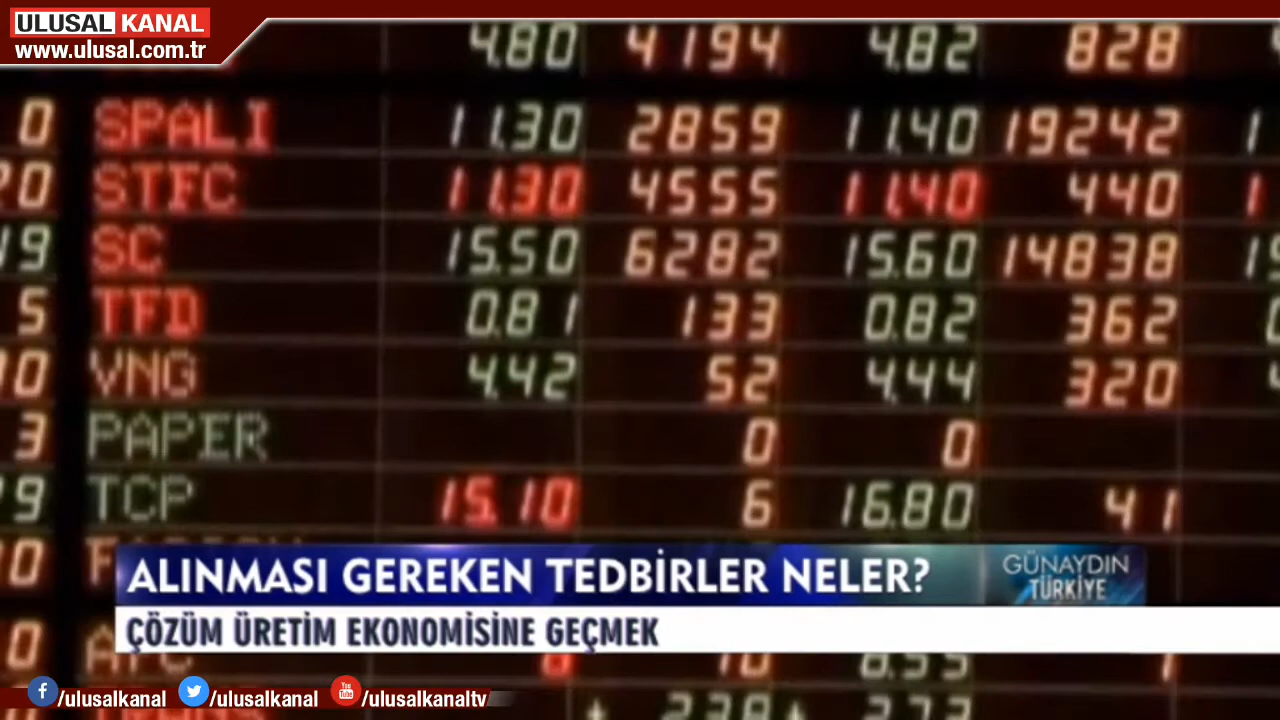 ULUSAL KANAL
www.ulusal.com.tr
4.80 4194 4.82 828
0 SPALI 11.30 2859 11.40 19242
STFC 11.30 4555 11.40 440
SC 15.50 6282 15.60 14838
5 TFD 0.81 133 0.82 362
VNG 4.42 52 4.44 320
3 PAPER 0 0
TCP 15.10 6 16.80 41
ALINMASI GEREKEN TEDBİRLER NELER?
GÜNAYDIN
TÜRKİYE
ÇÖZÜM ÜRETİM EKONOMİSİNE GEÇMEK
/ulusalkanal /ulusalkanal /ulusalkanaltv